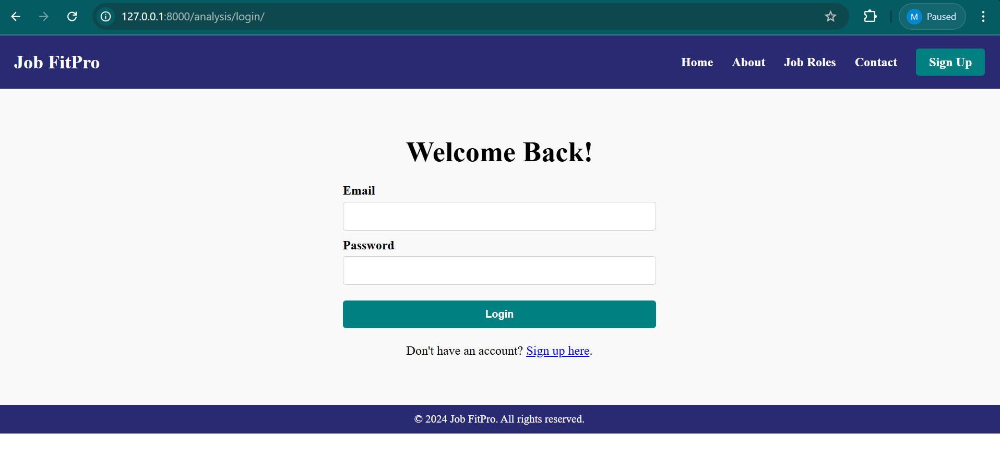 127.0.0.1:8000/analysis/login/
M Paused
Job FitPro
Home About Job Roles Contact Sign Up
Welcome Back!
Email
Password
Login
Don't have an account? Sign up here.
© 2024 Job FitPro. All rights reserved.